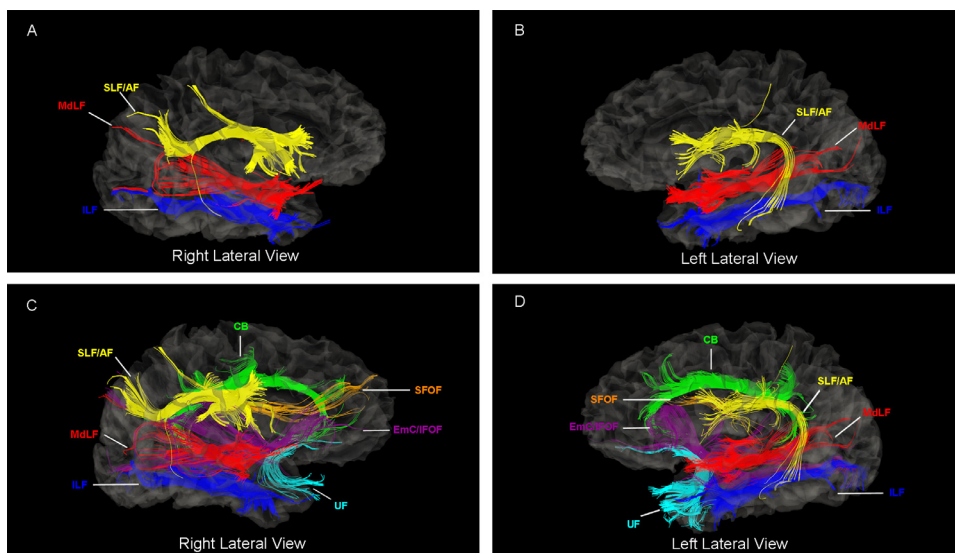 A
SLF/AF
MdLF
ILF
Right Lateral View
B
SLF/AF
MdLF
ILF
Left Lateral View
C
CB
SLF/AF
SFOF
EmC/IFOF
MdLF
ILF
UF
Right Lateral View
D
CB
SLF/AF
SFOF
MdLF
EmC/IFOF
ILF
UF
Left Lateral View